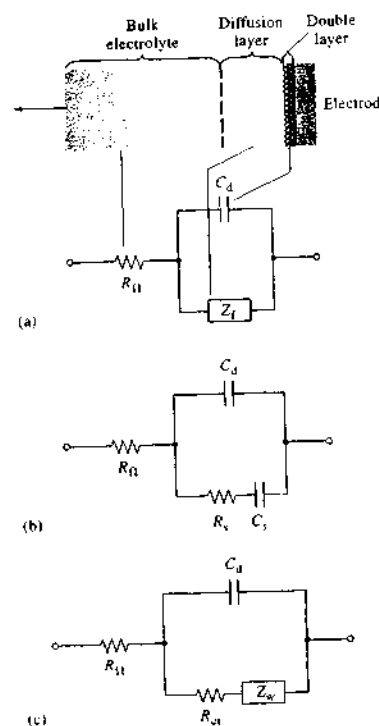 Bulk electrolyte
Diffusion layer
Double layer
Electrod
C_d
R_Ω
Z_f
(a)
C_d
R_Ω
R_s
C_s
(b)
C_d
R_Ω
R_ct
Z_w
(c)